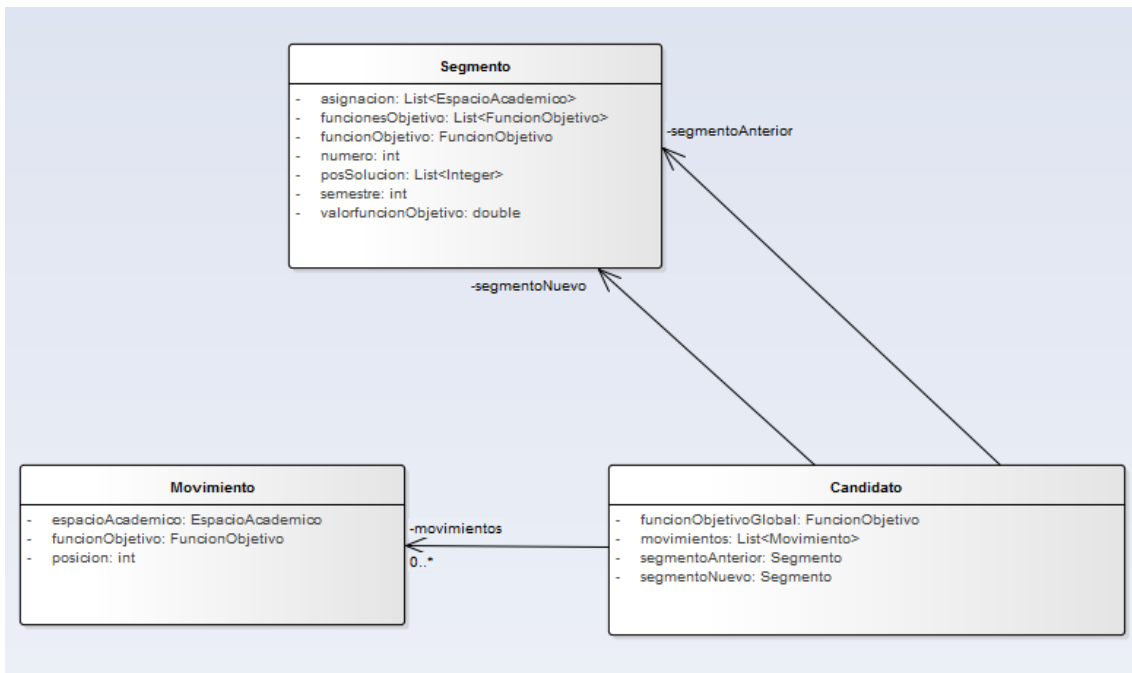 Segmento
- asignacion: List<EspacioAcademico>
- funcionesObjetivo: List<FuncionObjetivo>
- funcionObjetivo: FuncionObjetivo
- numero: int
- posSolucion: List<Integer>
- semestre: int
- valorfuncionObjetivo: double
-segmentoAnterior
-segmentoNuevo
Movimiento
- espacioAcademico: EspacioAcademico
- funcionObjetivo: FuncionObjetivo
- posicion: int
-movimientos
0..*
Candidato
- funcionObjetivoGlobal: FuncionObjetivo
- movimientos: List<Movimiento>
- segmentoAnterior: Segmento
- segmentoNuevo: Segmento